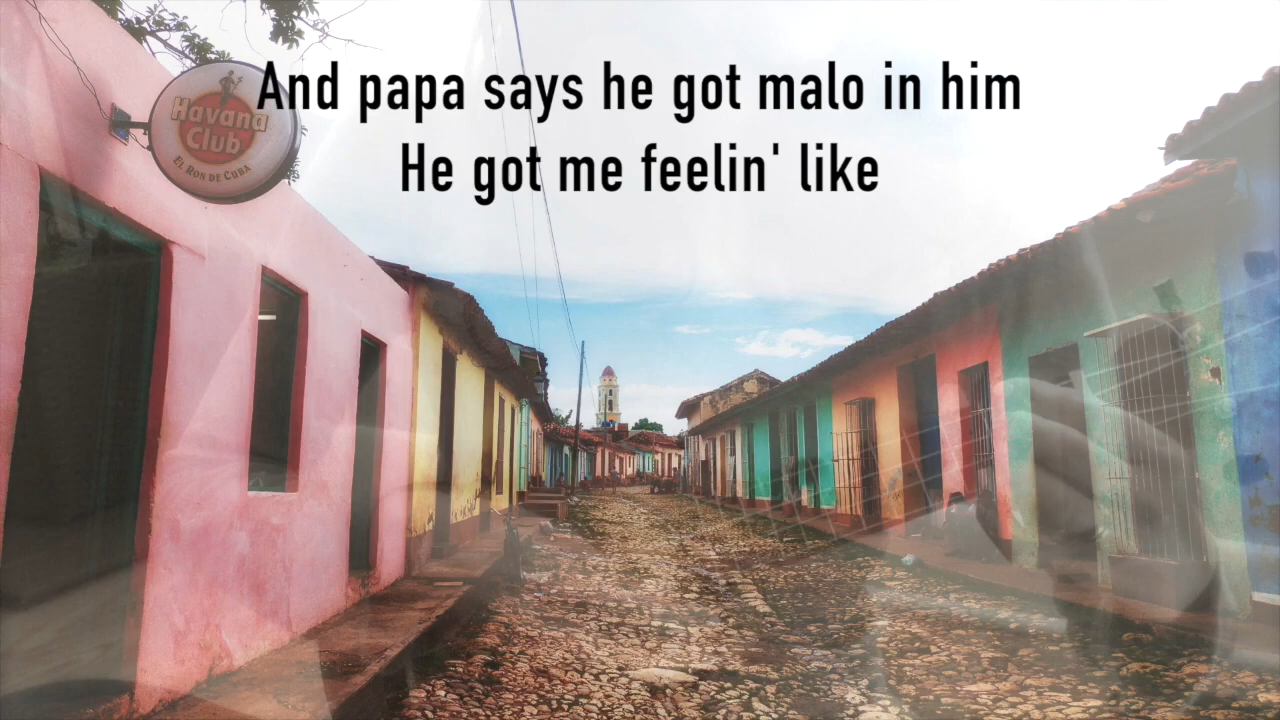 And papa says he got malo in him
He got me feelin' like
Havana
Club
EL RON DE CUBA